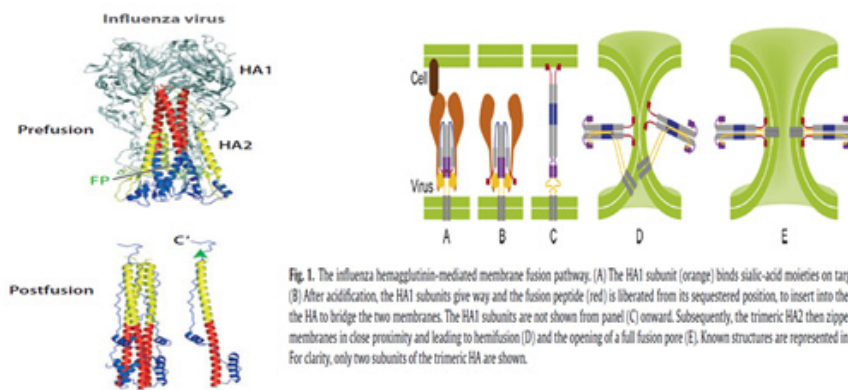 Influenza virus
HA1
Prefusion
HA2
FP
C'
Postfusion
Cell
Virus
A B C D E
Fig. 1. The influenza hemagglutinin-mediated membrane fusion pathway. (A) The HA1 subunit (orange) binds sialic-acid moieties on targ
(B) After acidification, the HA1 subunits give way and the fusion peptide (red) is liberated from its sequestered position, to insert into the
the HA to bridge the two membranes. The HA1 subunits are not shown from panel (C) onward. Subsequently, the trimeric HA2 then zippe
membranes in close proximity and leading to hemifusion (D) and the opening of a full fusion pore (E). Known structures are represented in
For clarity, only two subunits of the trimeric HA are shown.